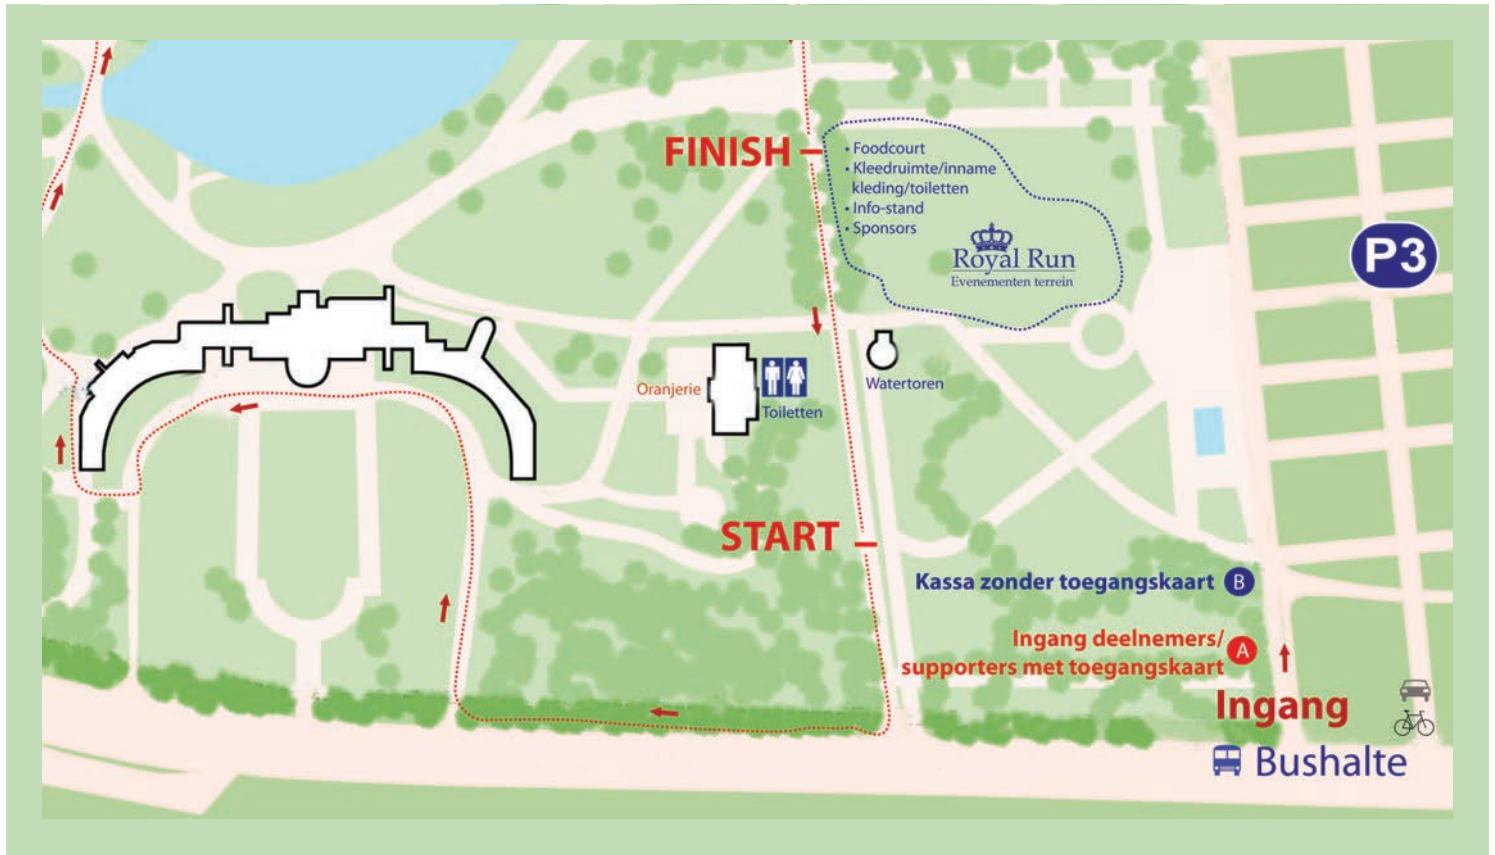 FINISH
• Foodcourt
• Kleedruimte/inname
kleding/toiletten
• Info-stand
• Sponsors
Royal Run
Evenementen terrein
P3
Oranjerie
Toiletten
Watertoren
START
Kassa zonder toegangskaart B
Ingang deelnemers/
supporters met toegangskaart A
Ingang
Bushalte